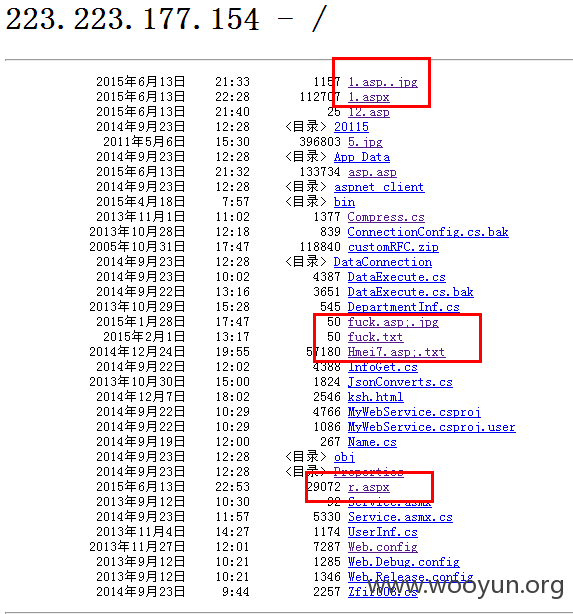 223.223.177.154 - /
2015年6月13日 21:33 1157 1.asp..jpg
2015年6月13日 22:28 112707 1.aspx
2015年6月13日 21:40 25 12.asp
2014年9月23日 12:28 <目录> 20115
2011年5月6日 15:30 396803 5.jpg
2014年9月23日 12:28 <目录> App_Data
2015年6月13日 21:32 133734 asp.asp
2014年9月23日 12:28 <目录> aspnet_client
2015年4月18日 7:57 <目录> bin
2013年11月1日 11:02 1377 Compress.cs
2013年10月28日 12:18 839 ConnectionConfig.cs.bak
2005年10月31日 17:47 118840 customRFC.zip
2014年9月23日 12:28 <目录> DataConnection
2014年9月23日 10:02 4387 DataExecute.cs
2014年9月22日 13:16 3651 DataExecute.cs.bak
2013年10月29日 15:28 545 DepartmentInf.cs
2015年1月28日 17:47 50 fuck.asp;.jpg
2015年2月1日 13:17 50 fuck.txt
2014年12月24日 19:55 57180 Hmei7.asp;.txt
2014年9月22日 12:02 4388 InfoGet.cs
2013年10月30日 15:00 1824 JsonConverts.cs
2014年12月7日 18:02 2546 ksh.html
2014年9月22日 10:29 4766 MyWebService.csproj
2014年9月22日 10:29 1086 MyWebService.csproj.user
2014年9月19日 12:00 267 Name.cs
2014年9月23日 12:28 <目录> obj
2014年9月23日 12:28 <目录> Properties
2015年6月13日 22:53 29072 r.aspx
2013年9月12日 10:30 98 Service.asmx
2014年9月23日 11:57 5330 Service.asmx.cs
2013年11月4日 14:27 1174 UserInf.cs
2013年11月27日 12:01 7287 Web.config
2013年9月12日 10:21 1285 Web.Debug.config
2013年9月12日 10:21 1346 Web.Release.config
2014年9月23日 9:44 2257
www.wooyun.org